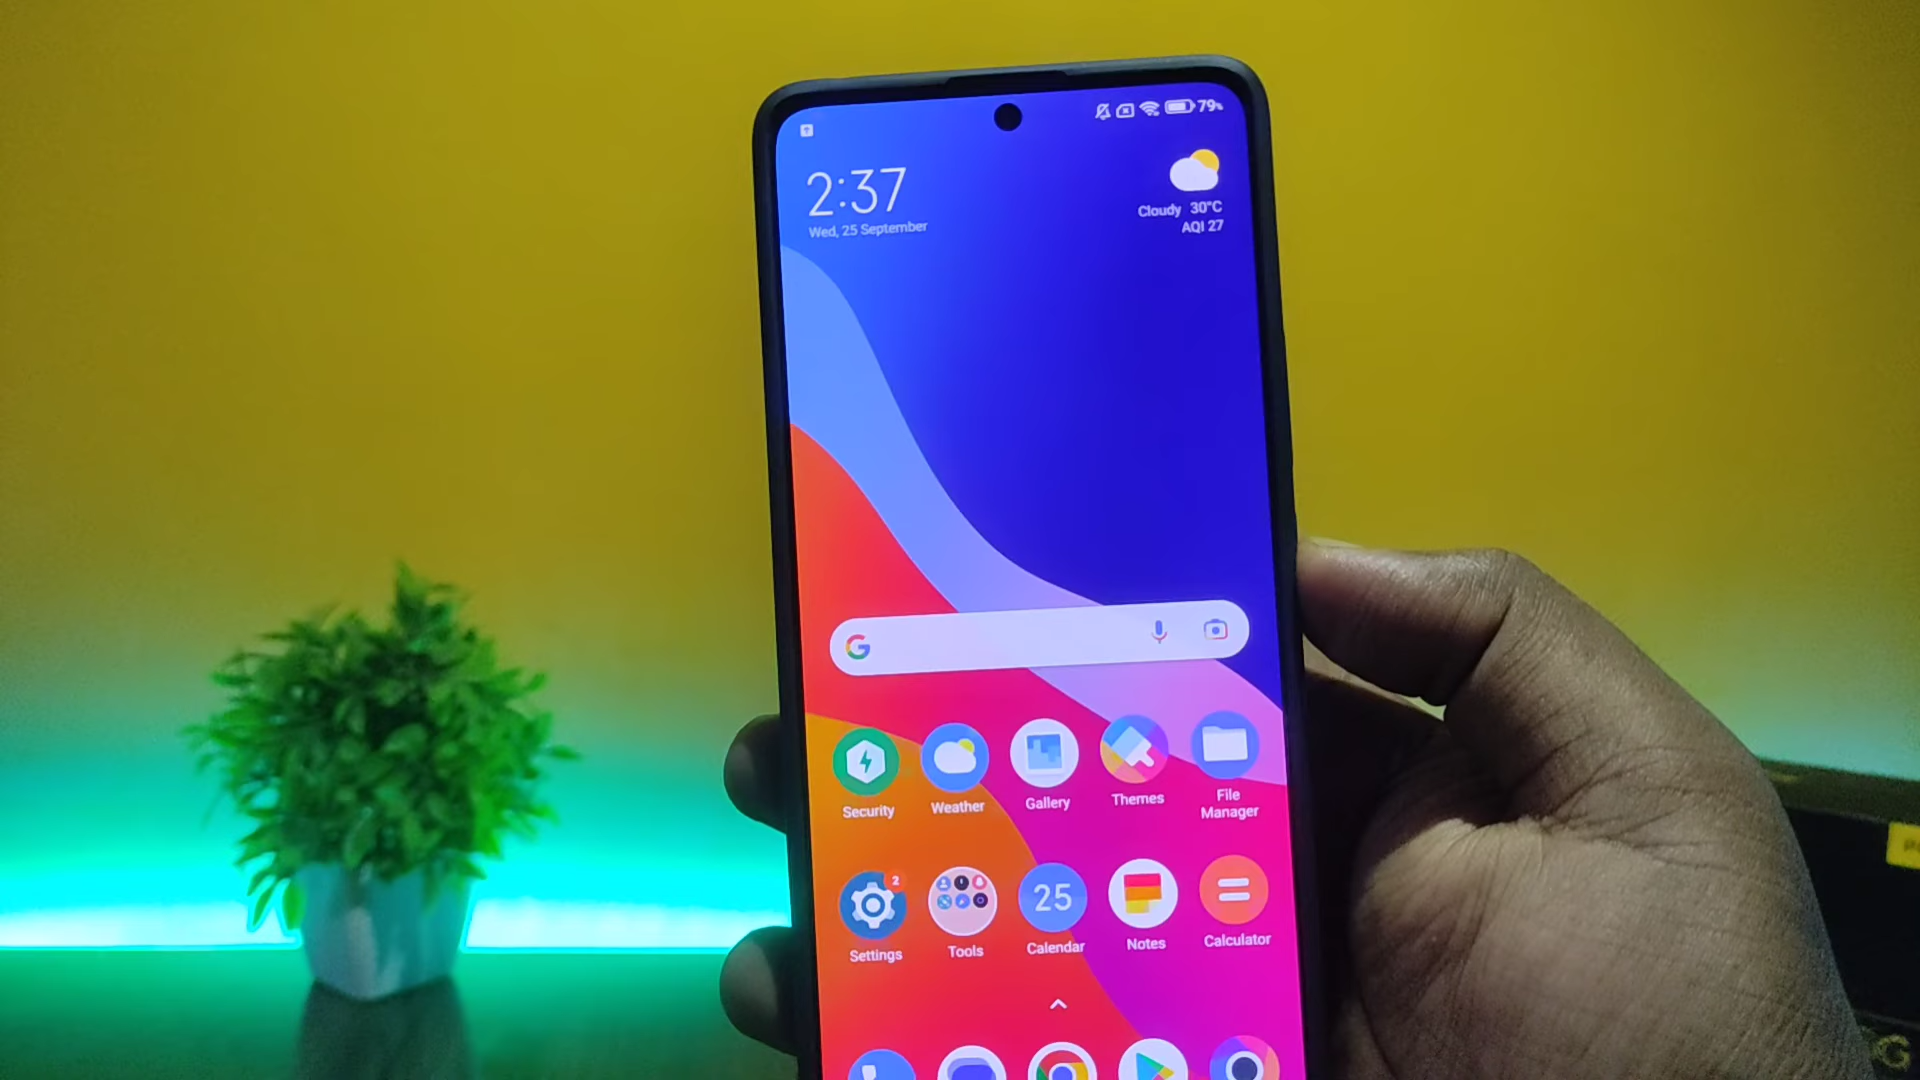 79%
2:37
Wed, 25 September
Cloudy 30°C
AQI 27
G
Security
Weather
Gallery
Themes
File
Manager
2
25
Settings
Tools
Calendar
Notes
Calculator